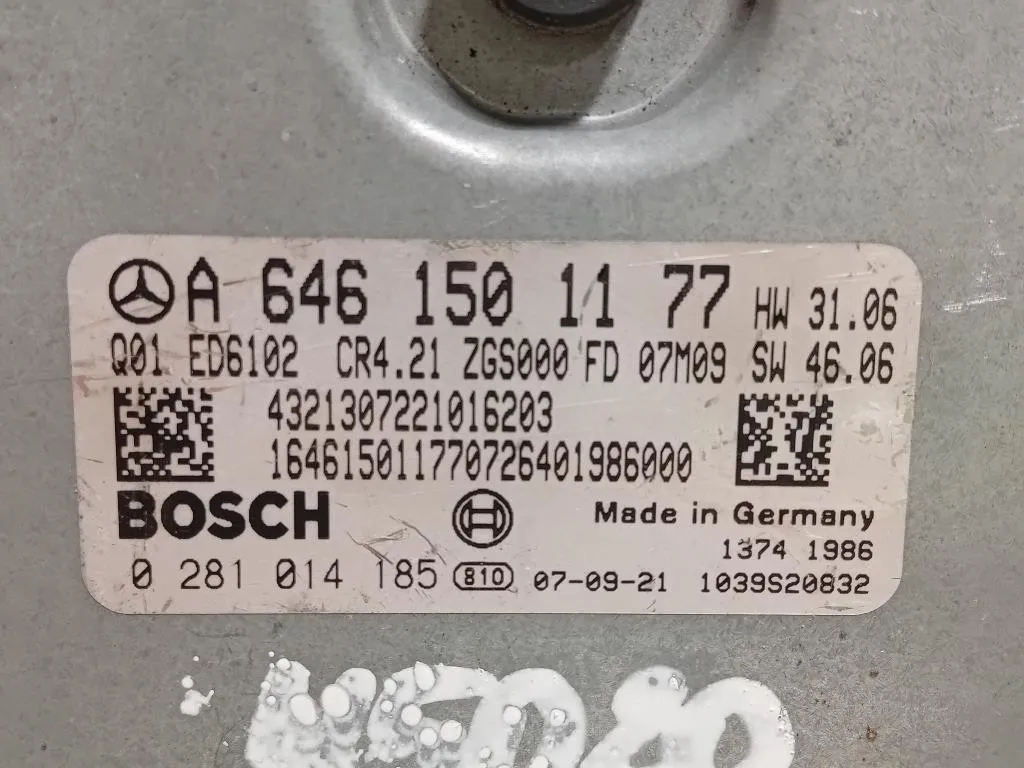 A 646 150 11 77 HW 31.06
Q01 ED6102 CR4.21 ZGS000 FD 07M09 SW 46.06
4321307221016203
164615011770726401986000
BOSCH Made in Germany
1374 1986
0 281 014 185 810 07-09-21 1039S20832